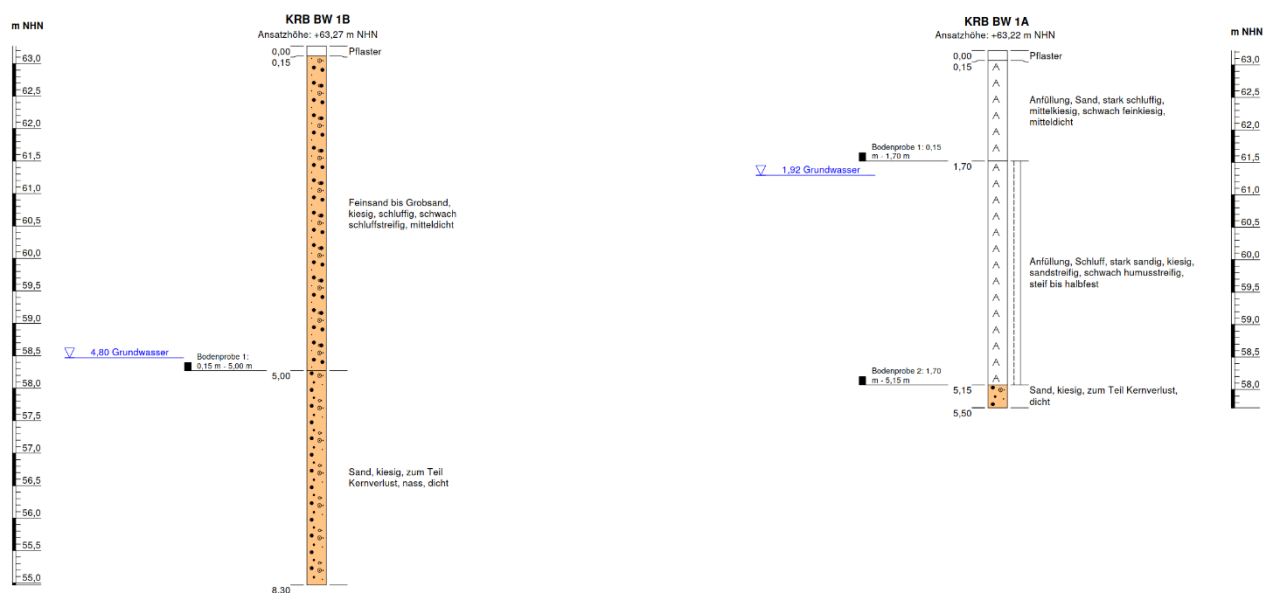 m NHN
KRB BW 1B
Ansatzhöhe: +63,27 m NHN
63,0
62,5
62,0
61,5
61,0
60,5
60,0
59,5
59,0
58,5
58,0
57,5
57,0
56,5
56,0
55,5
55,0
0,00
Pflaster
0,15
Feinsand bis Grobsand,
kiesig, schluffig, schwach
schluffstreifig, mitteldicht
4,80 Grundwasser
Bodenprobe 1:
0,15 m - 5,00 m
5,00
Sand, kiesig, zum Teil
Kernverlust, nass, dicht
8,30
KRB BW 1A
Ansatzhöhe: +63,22 m NHN
0,00
Pflaster
0,15
Anfüllung, Sand, stark schluffig,
mittelkiesig, schwach feinkiesig,
mitteldicht
Bodenprobe 1: 0,15
m - 1,70 m
1,70
1,92 Grundwasser
Anfüllung, Schluff, stark sandig, kiesig,
sandstreifig, schwach humusstreifig,
steif bis halbfest
Bodenprobe 2: 1,70
m - 5,15 m
5,15
Sand, kiesig, zum Teil Kernverlust,
dicht
5,50
m NHN
63,0
62,5
62,0
61,5
61,0
60,5
60,0
59,5
59,0
58,5
58,0